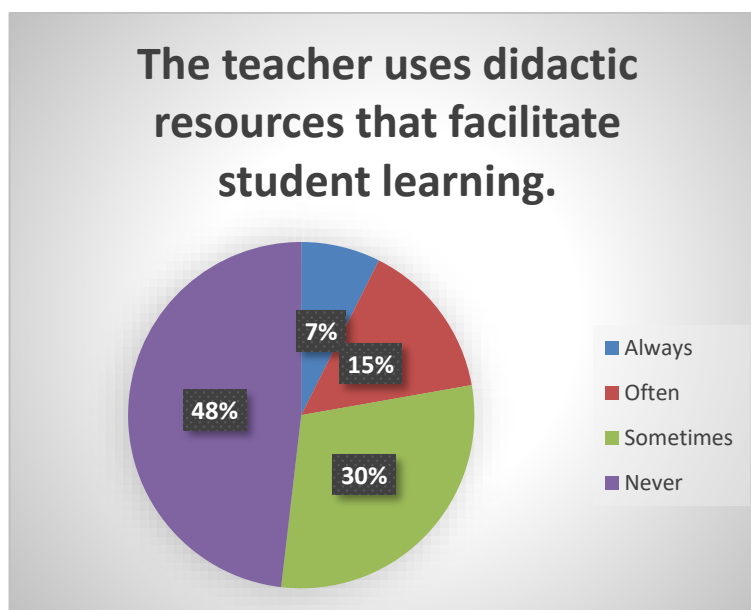 The teacher uses didactic
resources that facilitate
student learning.
7%
15%
48%
30%
Always
Often
Sometimes
Never